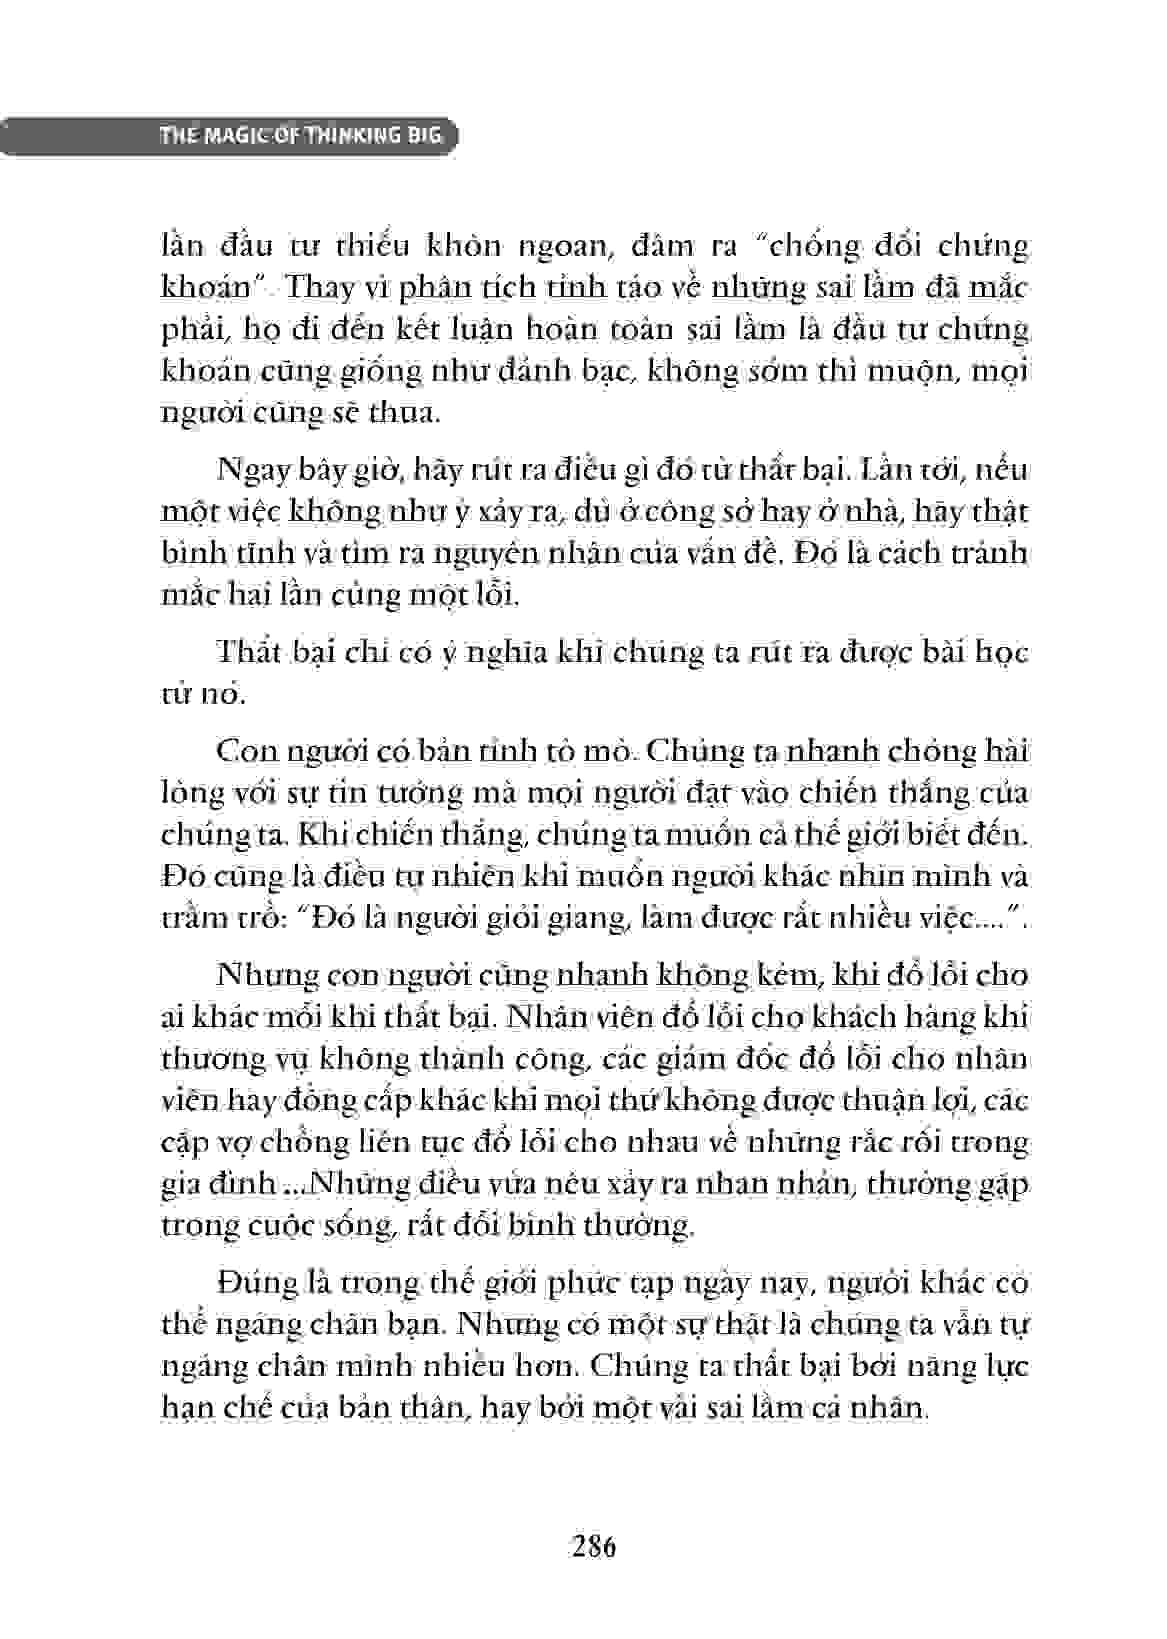 THE MAGIC OF THINKING BIG
lần đầu tư thiếu khôn ngoan, đâm ra “chống đối chứng
khoán”. Thay vì phân tích tỉnh táo về những sai lầm đã mắc
phải, họ đi đến kết luận hoàn toàn sai lầm là đầu tư chứng
khoán cũng giống như đánh bạc, không sớm thì muộn, mọi
người cũng sẽ thua.
Ngay bây giờ, hãy rút ra điều gì đó từ thất bại. Lần tới, nếu
một việc không như ý xảy ra, dù ở công sở hay ở nhà, hãy thật
bình tĩnh và tìm ra nguyên nhân của vấn đề. Đó là cách tránh
mắc hai lần cùng một lỗi.
Thất bại chỉ có ý nghĩa khi chúng ta rút ra được bài học
từ nó.
Con người có bản tính tò mò. Chúng ta nhanh chóng hài
lòng với sự tin tưởng mà mọi người đặt vào chiến thắng của
chúng ta. Khi chiến thắng, chúng ta muốn cả thế giới biết đến.
Đó cũng là điều tự nhiên khi muốn người khác nhìn mình và
trầm trồ: “Đó là người giỏi giang, làm được rất nhiều việc....”.
Nhưng con người cũng nhanh không kém, khi đổ lỗi cho
ai khác mỗi khi thất bại. Nhân viên đổ lỗi cho khách hàng khi
thương vụ không thành công, các giám đốc đổ lỗi cho nhân
viên hay đồng cấp khác khi mọi thứ không được thuận lợi, các
cặp vợ chồng liên tục đổ lỗi cho nhau về những rắc rối trong
gia đình ...Những điều vừa nêu xảy ra nhan nhản, thường gặp
trong cuộc sống, rất đỗi bình thường.
Đúng là trong thế giới phức tạp ngày nay, người khác có
thể ngáng chân bạn. Nhưng có một sự thật là chúng ta vẫn tự
ngáng chân mình nhiều hơn. Chúng ta thất bại bởi năng lực
hạn chế của bản thân, hay bởi một vài sai lầm cá nhân.
286